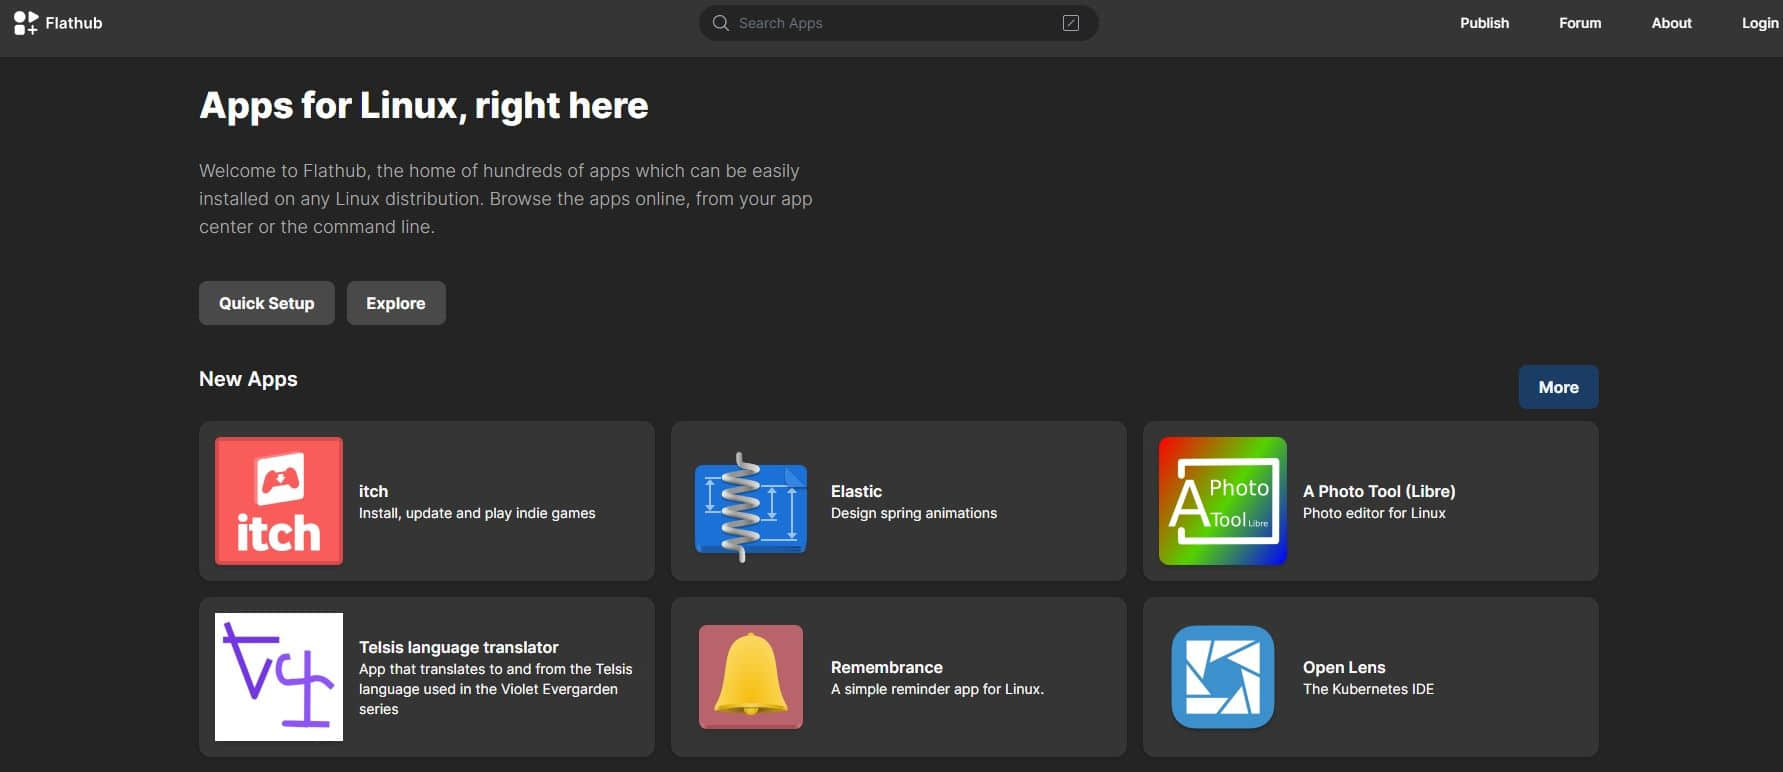 Flathub
Search Apps
Publish
Forum
About
Login
Apps for Linux, right here
Welcome to Flathub, the home of hundreds of apps which can be easily
installed on any Linux distribution. Browse the apps online, from your app
center or the command line.
Quick Setup
Explore
New Apps
More
itch
itch
Install, update and play indie games
Elastic
Design spring animations
A Photo
Tool Libre
A Photo Tool (Libre)
Photo editor for Linux
Telsis language translator
App that translates to and from the Telsis
language used in the Violet Evergarden
series
Remembrance
A simple reminder app for Linux.
Open Lens
The Kubernetes IDE